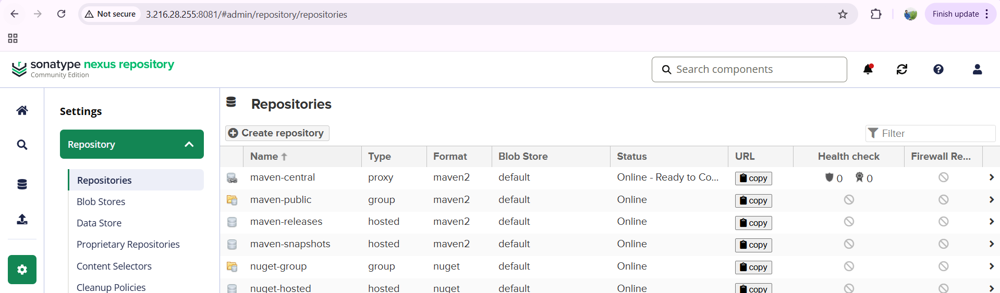 Not secure 3.216.28.255:8081/#admin/repository/repositories Finish update
sonatype nexus repository
Community Edition
Search components
Settings
Repository
Repositories
Blob Stores
Data Store
Proprietary Repositories
Content Selectors
Cleanup Policies
Repositories
Create repository Filter
Name Type Format Blob Store Status URL Health check Firewall Re...
maven-central proxy maven2 default Online - Ready to Co... copy 0 0
maven-public group maven2 default Online copy
maven-releases hosted maven2 default Online copy
maven-snapshots hosted maven2 default Online copy
nuget-group group nuget default Online copy
nuget-hosted hosted nuget default Online copy